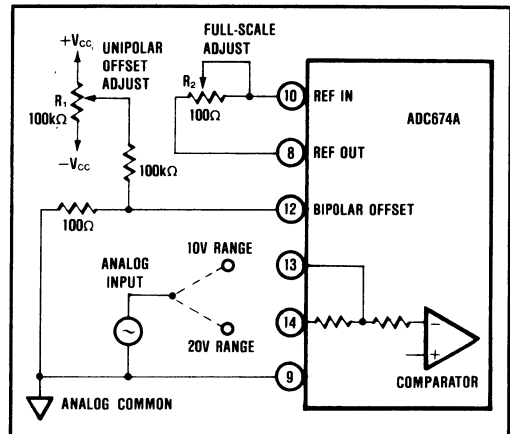 FULL-SCALE
ADJUST
+VCC
UNIPOLAR
OFFSET
ADJUST
R1
100kΩ
−VCC
R2
100Ω
10 REF IN
ADC674A
8 REF OUT
100kΩ
12 BIPOLAR OFFSET
100Ω
10V RANGE
13
ANALOG
INPUT
14
20V RANGE
−
+
COMPARATOR
9
ANALOG COMMON